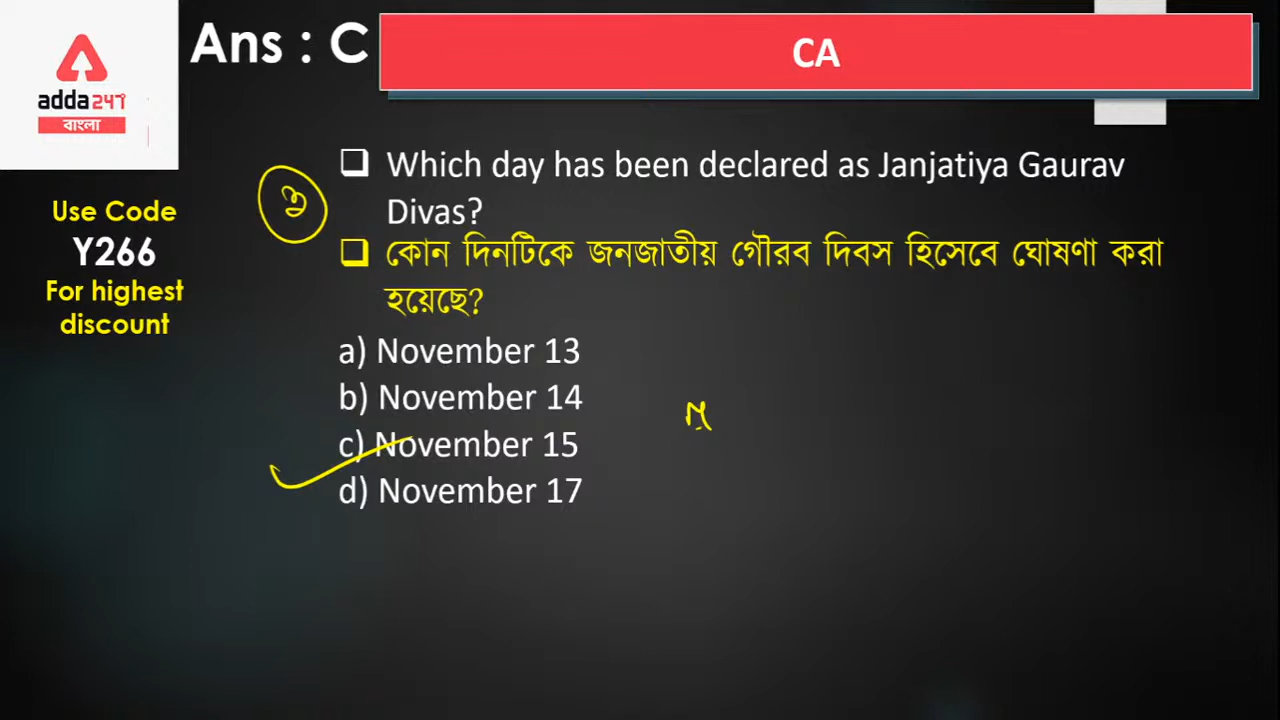 Ans : C
CA
adda247
বাংলা
Use Code
Y266
For highest
discount
Which day has been declared as Janjatiya Gaurav
Divas?
কোন দিনটিকে জনজাতীয় গৌরব দিবস হিসেবে ঘোষণা করা
হয়েছে?
a) November 13
b) November 14
c) November 15
d) November 17